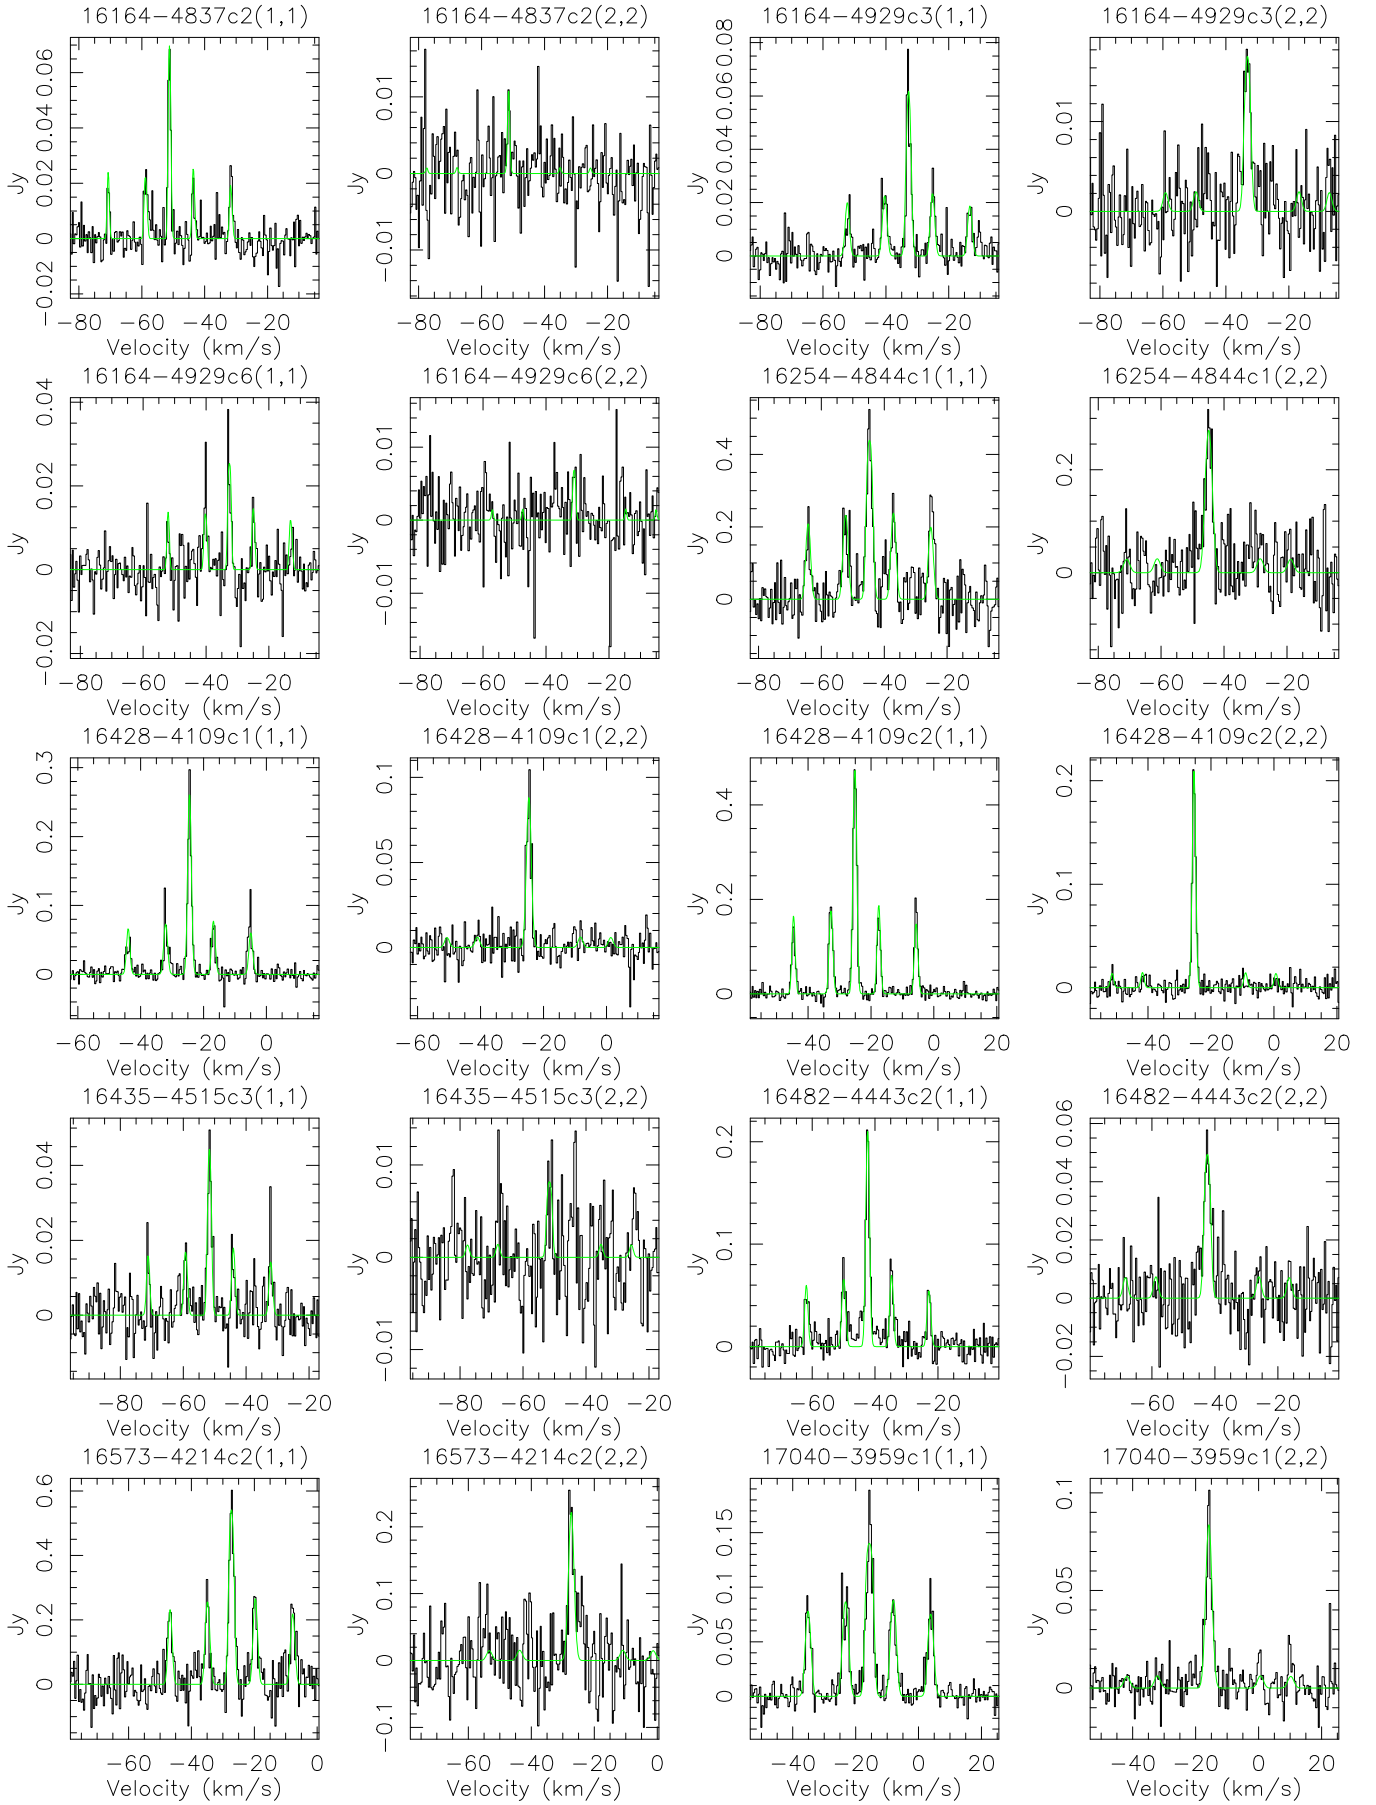 16164−4837c2(1,1) 16164−4837c2(2,2) 16164−4929c3(1,1) 16164−4929c3(2,2)
Jy −0.02 0 0.02 0.04 0.06
Jy −0.01 0 0.01
Jy 0 0.02 0.04 0.06 0.08
Jy 0 0.01
−80 −60 −40 −20 −80 −60 −40 −20 −80 −60 −40 −20 −80 −60 −40 −20
Velocity (km/s) Velocity (km/s) Velocity (km/s) Velocity (km/s)
16164−4929c6(1,1) 16164−4929c6(2,2) 16254−4844c1(1,1) 16254−4844c1(2,2)
Jy −0.02 0 0.02 0.04
Jy −0.01 0 0.01
Jy 0 0.2 0.4
Jy 0 0.2
−80 −60 −40 −20 −80 −60 −40 −20 −80 −60 −40 −20 −80 −60 −40 −20
Velocity (km/s) Velocity (km/s) Velocity (km/s) Velocity (km/s)
16428−4109c1(1,1) 16428−4109c1(2,2) 16428−4109c2(1,1) 16428−4109c2(2,2)
Jy 0 0.1 0.2 0.3
Jy 0 0.05 0.1
Jy 0 0.2 0.4
Jy 0 0.1 0.2
−60 −40 −20 0 −60 −40 −20 0 −40 −20 0 20 −40 −20 0 20
Velocity (km/s) Velocity (km/s) Velocity (km/s) Velocity (km/s)
16435−4515c3(1,1) 16435−4515c3(2,2) 16482−4443c2(1,1) 16482−4443c2(2,2)
Jy 0 0.02 0.04
Jy −0.01 0 0.01
Jy 0 0.1 0.2
Jy −0.02 0 0.02 0.04 0.06
−80 −60 −40 −20 −80 −60 −40 −20 −60 −40 −20 0 −60 −40 −20 0
Velocity (km/s) Velocity (km/s) Velocity (km/s) Velocity (km/s)
16573−4214c2(1,1) 16573−4214c2(2,2) 17040−3959c1(1,1) 17040−3959c1(2,2)
Jy 0 0.2 0.4 0.6
Jy −0.1 0 0.1 0.2
Jy 0 0.05 0.1 0.15
Jy 0 0.05 0.1
−60 −40 −20 0 −60 −40 −20 0 −40 −20 0 20 −40 −20 0 20
Velocity (km/s) Velocity (km/s) Velocity (km/s) Velocity (km/s)